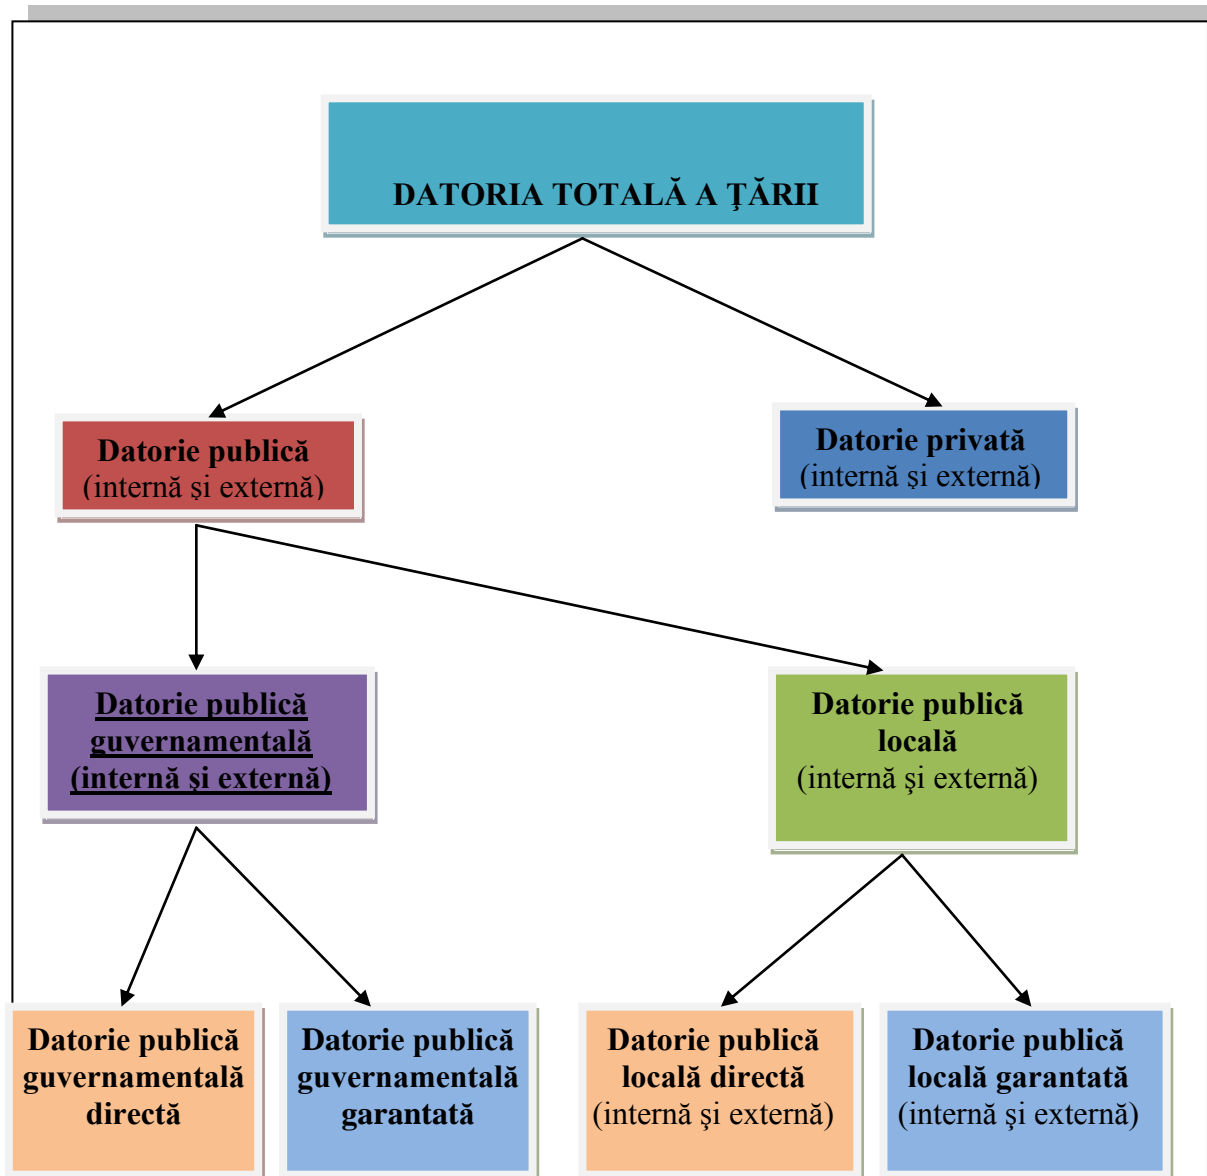 DATORIA TOTALĂ A ŢĂRII
Datorie publică
(internă şi externă)
Datorie privată
(internă şi externă)
Datorie publică
guvernamentală
(internă şi externă)
Datorie publică
locală
(internă şi externă)
Datorie publică
guvernamentală
directă
Datorie publică
guvernamentală
garantată
Datorie publică
locală directă
(internă şi externă)
Datorie publică
locală garantată
(internă şi externă)